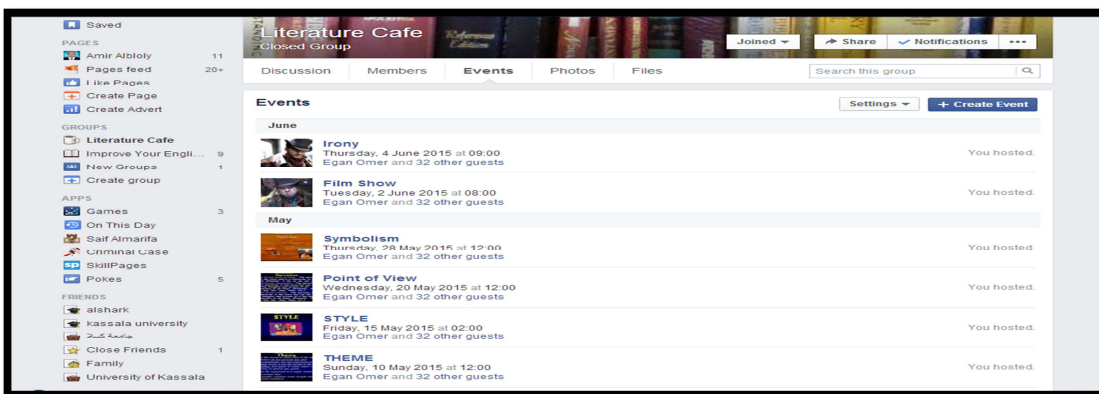 Saved
PAGES
Amir Albloly 11
Pages feed 20+
Like Pages
Create Page
Create Advert
GROUPS
Literature Cafe
Improve Your Engli... 9
New Groups 1
Create group
APPS
Games 3
On This Day
Saif Almarifa
Criminal Case
SkillPages
Pokes 5
FRIENDS
alshark
kassala university
جامعة كسلا
Close Friends 1
Family
University of Kassala
Literature Cafe
Closed Group
Reference
Edition
Joined
Share
Notifications
Discussion Members Events Photos Files
Search this group
Events
Settings
+ Create Event
June
Irony
Thursday, 4 June 2015 at 09:00
Egan Omer and 32 other guests
You hosted.
Film Show
Tuesday, 2 June 2015 at 08:00
Egan Omer and 32 other guests
You hosted.
May
Symbolism
Thursday, 28 May 2015 at 12:00
Egan Omer and 32 other guests
You hosted.
Point of View
Wednesday, 20 May 2015 at 12:00
Egan Omer and 32 other guests
You hosted.
STYLE
STYLE
Friday, 15 May 2015 at 02:00
Egan Omer and 32 other guests
You hosted.
Theme
THEME
Sunday, 10 May 2015 at 12:00
Egan Omer and 32 other guests
You hosted.